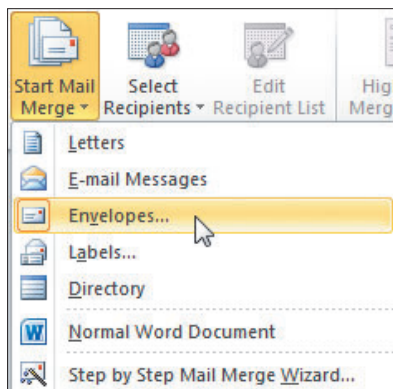 Start Mail Merge
Select Recipients
Edit Recipient List
Letters
E-mail Messages
Envelopes...
Labels...
Directory
Normal Word Document
Step by Step Mail Merge Wizard...